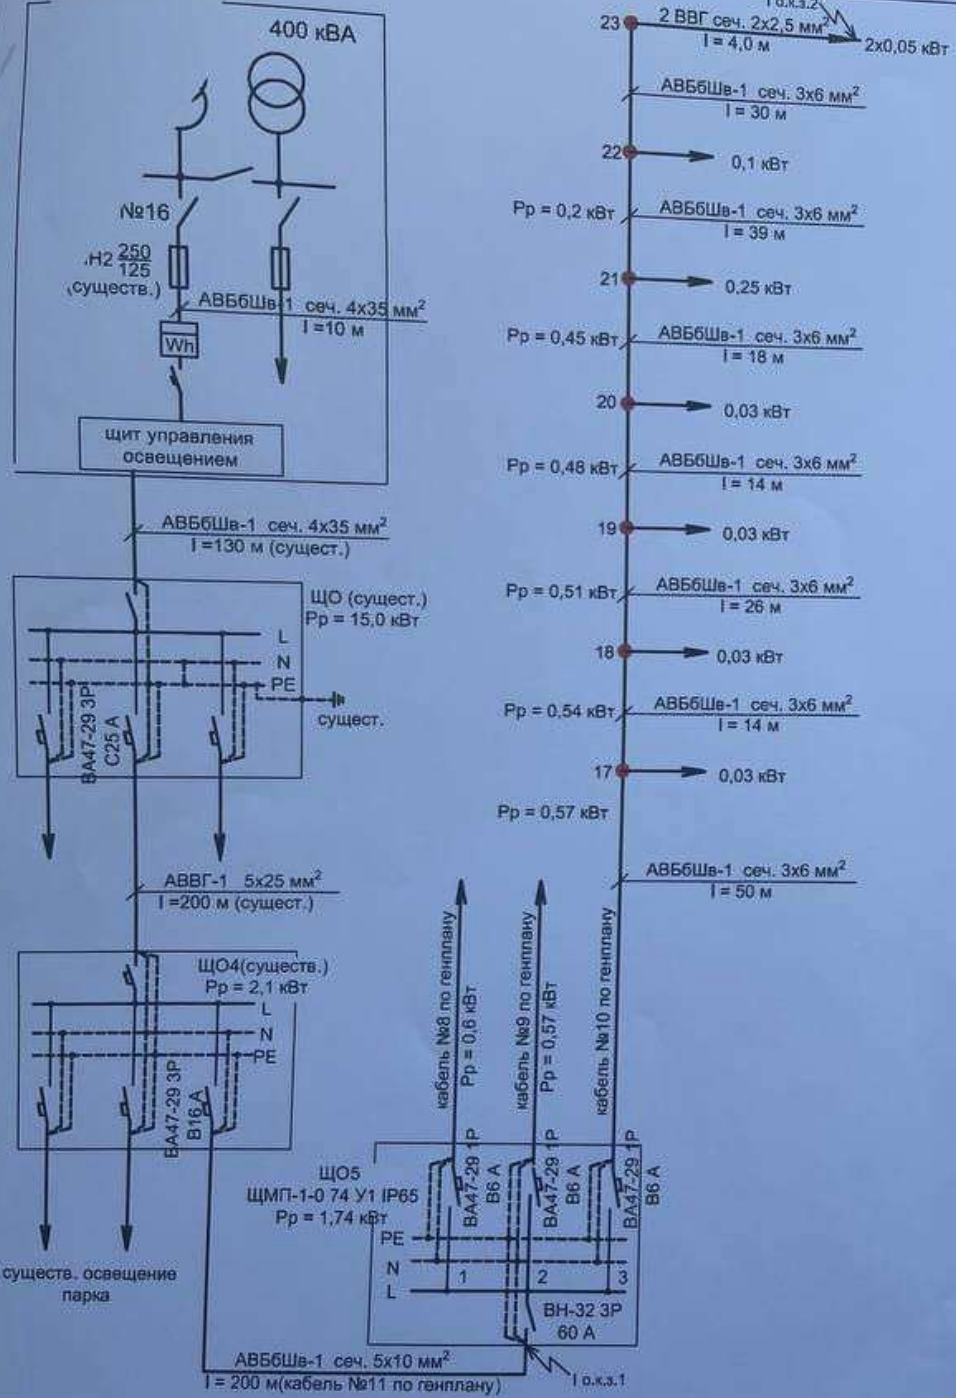 400 кВА
№16
.Н2 250
125
(существ.)
АВБбШв-1 сеч. 4х35 мм²
l =10 м
Wh
щит управления
освещением
АВБбШв-1 сеч. 4х35 мм²
l =130 м (сущест.)
ЩО (сущест.)
Рр = 15,0 кВт
L
N
PE
сущест.
ВА47-29 3Р
С25 А
АВВГ-1 5х25 мм²
l =200 м (сущест.)
ЩО4(существ.)
Рр = 2,1 кВт
L
N
PE
ВА47-29 3Р
В16 А
существ. освещение
парка
АВБбШв-1 сеч. 5х10 мм²
l = 200 м(кабель №11 по генплану)
I о.к.з.2
23
2 ВВГ сеч. 2х2,5 мм²
l = 4,0 м
2х0,05 кВт
АВБбШв-1 сеч. 3х6 мм²
l = 30 м
22
0,1 кВт
Рр = 0,2 кВт
АВБбШв-1 сеч. 3х6 мм²
l = 39 м
21
0,25 кВт
Рр = 0,45 кВт
АВБбШв-1 сеч. 3х6 мм²
l = 18 м
20
0,03 кВт
Рр = 0,48 кВт
АВБбШв-1 сеч. 3х6 мм²
l = 14 м
19
0,03 кВт
Рр = 0,51 кВт
АВБбШв-1 сеч. 3х6 мм²
l = 26 м
18
0,03 кВт
Рр = 0,54 кВт
АВБбШв-1 сеч. 3х6 мм²
l = 14 м
17
0,03 кВт
Рр = 0,57 кВт
АВБбШв-1 сеч. 3х6 мм²
l = 50 м
кабель №8 по генплану
Рр = 0,6 кВт
кабель №9 по генплану
Рр = 0,57 кВт
кабель №10 по генплану
ЩО5
ЩМП-1-0 74 У1 IP65
Рр = 1,74 кВт
ВА47-29 1Р
В6 А
ВА47-29 1Р
В6 А
ВА47-29 1Р
В6 А
PE
N
L
1
2
3
ВН-32 3Р
60 А
I о.к.з.1